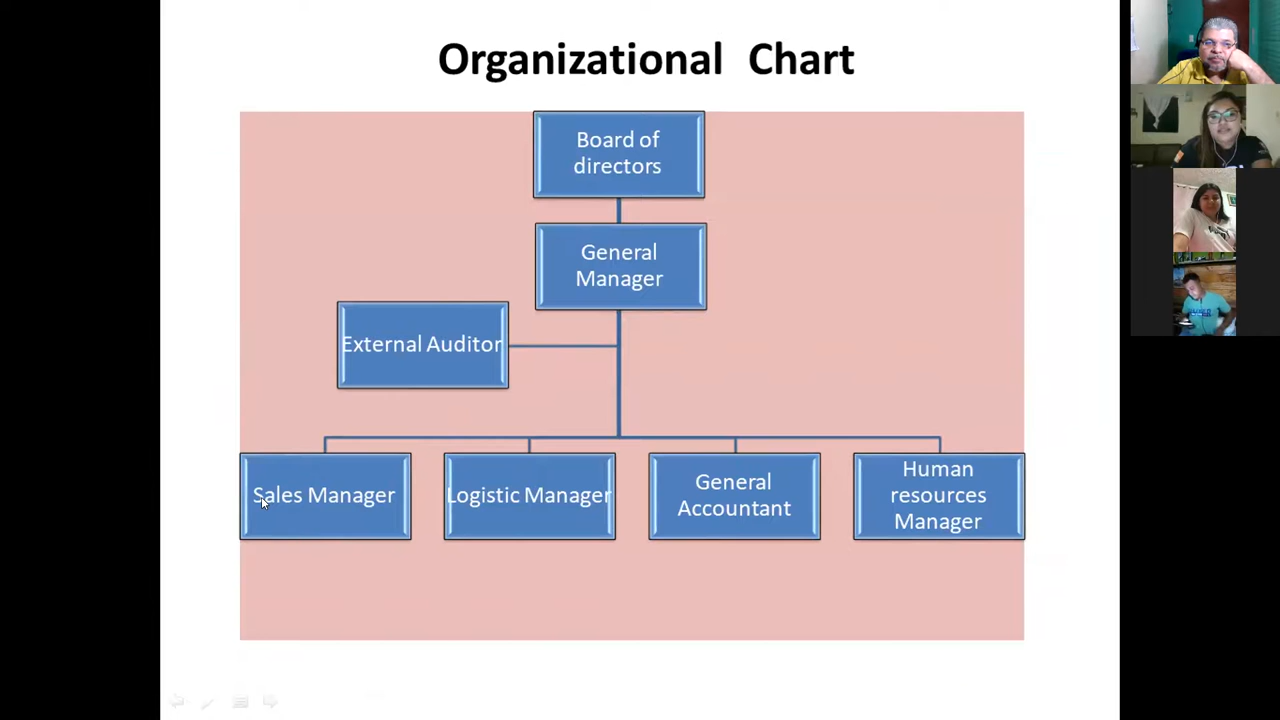 Organizational Chart
Board of
directors
General
Manager
External Auditor
Sales Manager
Logistic Manager
General
Accountant
Human
resources
Manager